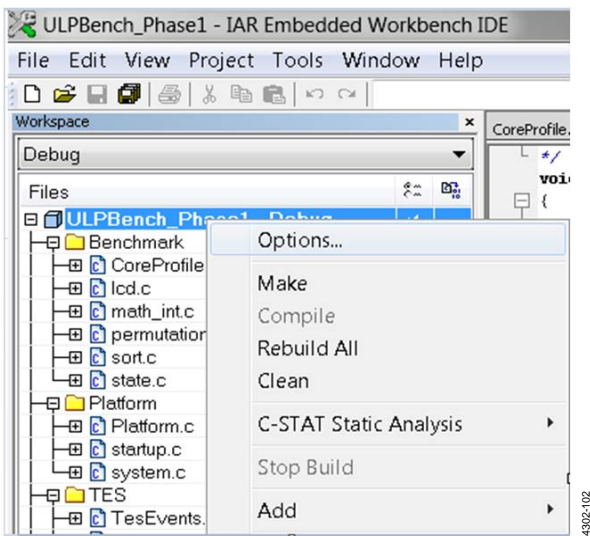 ULPBench_Phase1 - IAR Embedded Workbench IDE
File Edit View Project Tools Window Help
Workspace
CoreProfile.
Debug
*/
voi
{
Files
ULPBench_Phase1 - Debug
Benchmark
CoreProfile
lcd.c
math_int.c
permutation
sort.c
state.c
Platform
Platform.c
startup.c
system.c
TES
TesEvents.
Options...
Make
Compile
Rebuild All
Clean
C-STAT Static Analysis
Stop Build
Add
4302-102